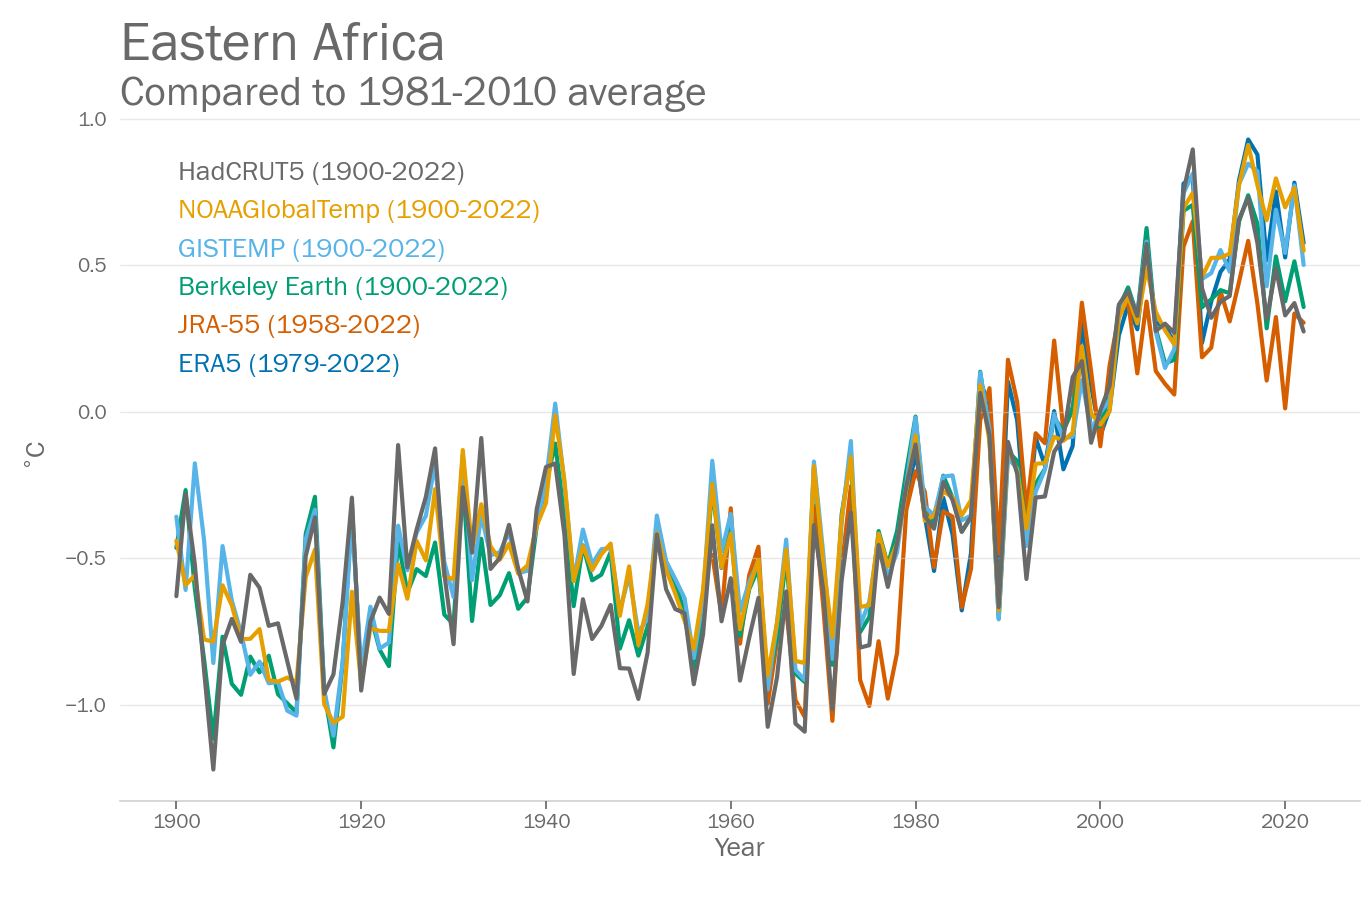 Eastern Africa
Compared to 1981-2010 average
1.0
HadCRUT5 (1900-2022)
NOAAGlobalTemp (1900-2022)
GISTEMP (1900-2022)
0.5
Berkeley Earth (1900-2022)
JRA-55 (1958-2022)
ERA5 (1979-2022)
0.0
°C
−0.5
−1.0
1900 1920 1940 1960 1980 2000 2020
Year